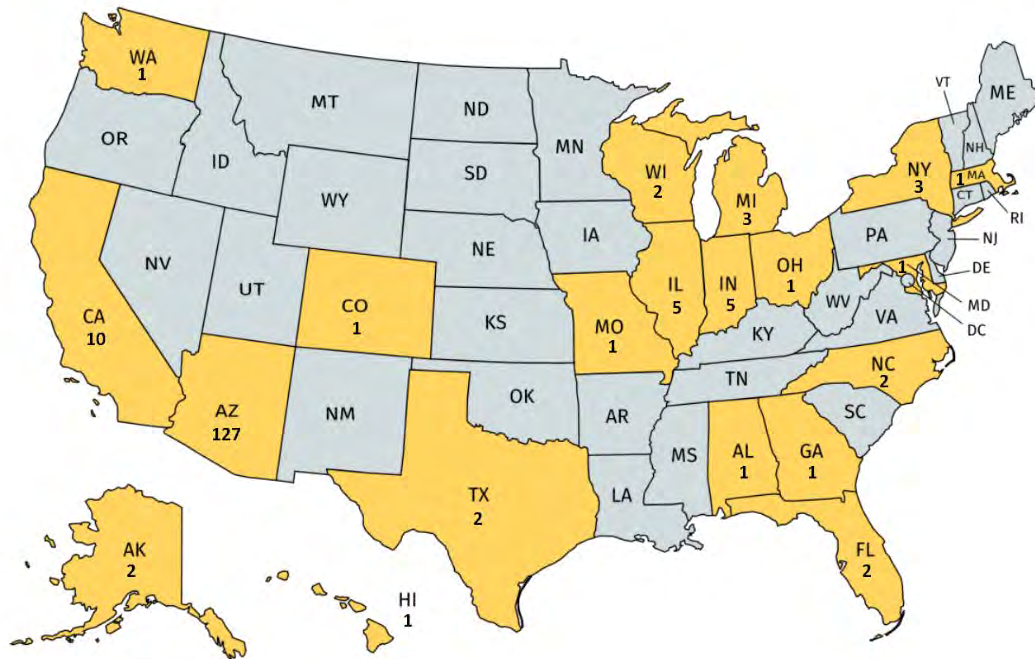 WA
1
MT
ND
MN
VT
ME
OR
ID
SD
WI
2
NH
NY
3
1 MA
WY
MI
3
CT
RI
IA
PA
NJ
NE
NV
OH
1
UT
IL
5
IN
5
1
DE
CO
1
WV
MD
CA
10
KS
MO
1
VA
DC
KY
NC
2
TN
AZ
127
OK
NM
AR
SC
MS
AL
1
GA
1
TX
2
LA
AK
2
FL
2
HI
1